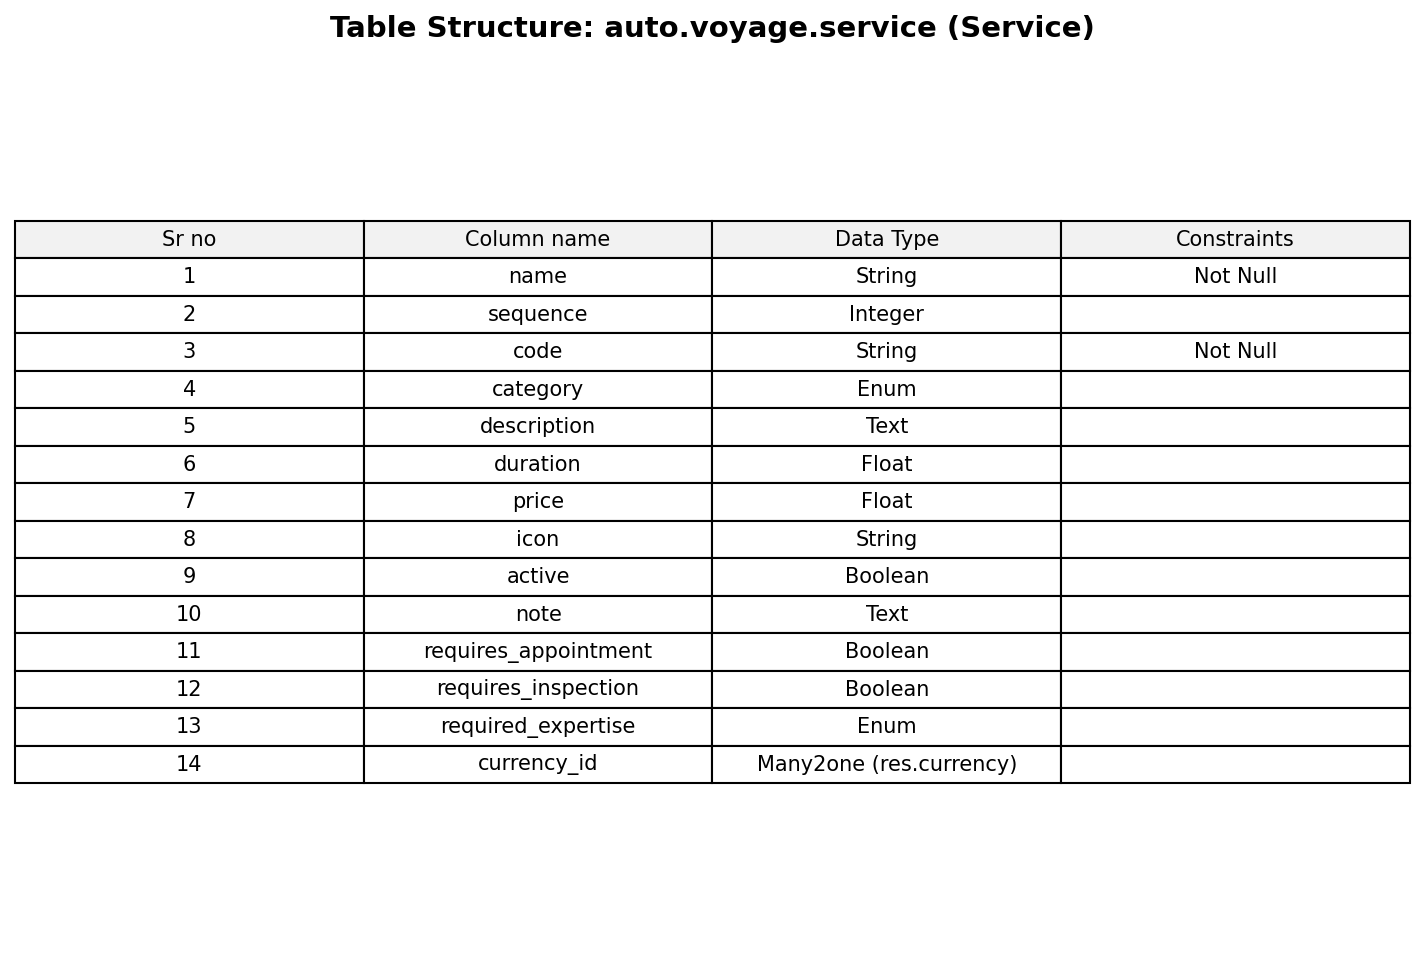 Table Structure: auto.voyage.service (Service)
Sr no Column name Data Type Constraints
1 name String Not Null
2 sequence Integer
3 code String Not Null
4 category Enum
5 description Text
6 duration Float
7 price Float
8 icon String
9 active Boolean
10 note Text
11 requires_appointment Boolean
12 requires_inspection Boolean
13 required_expertise Enum
14 currency_id Many2one (res.currency)